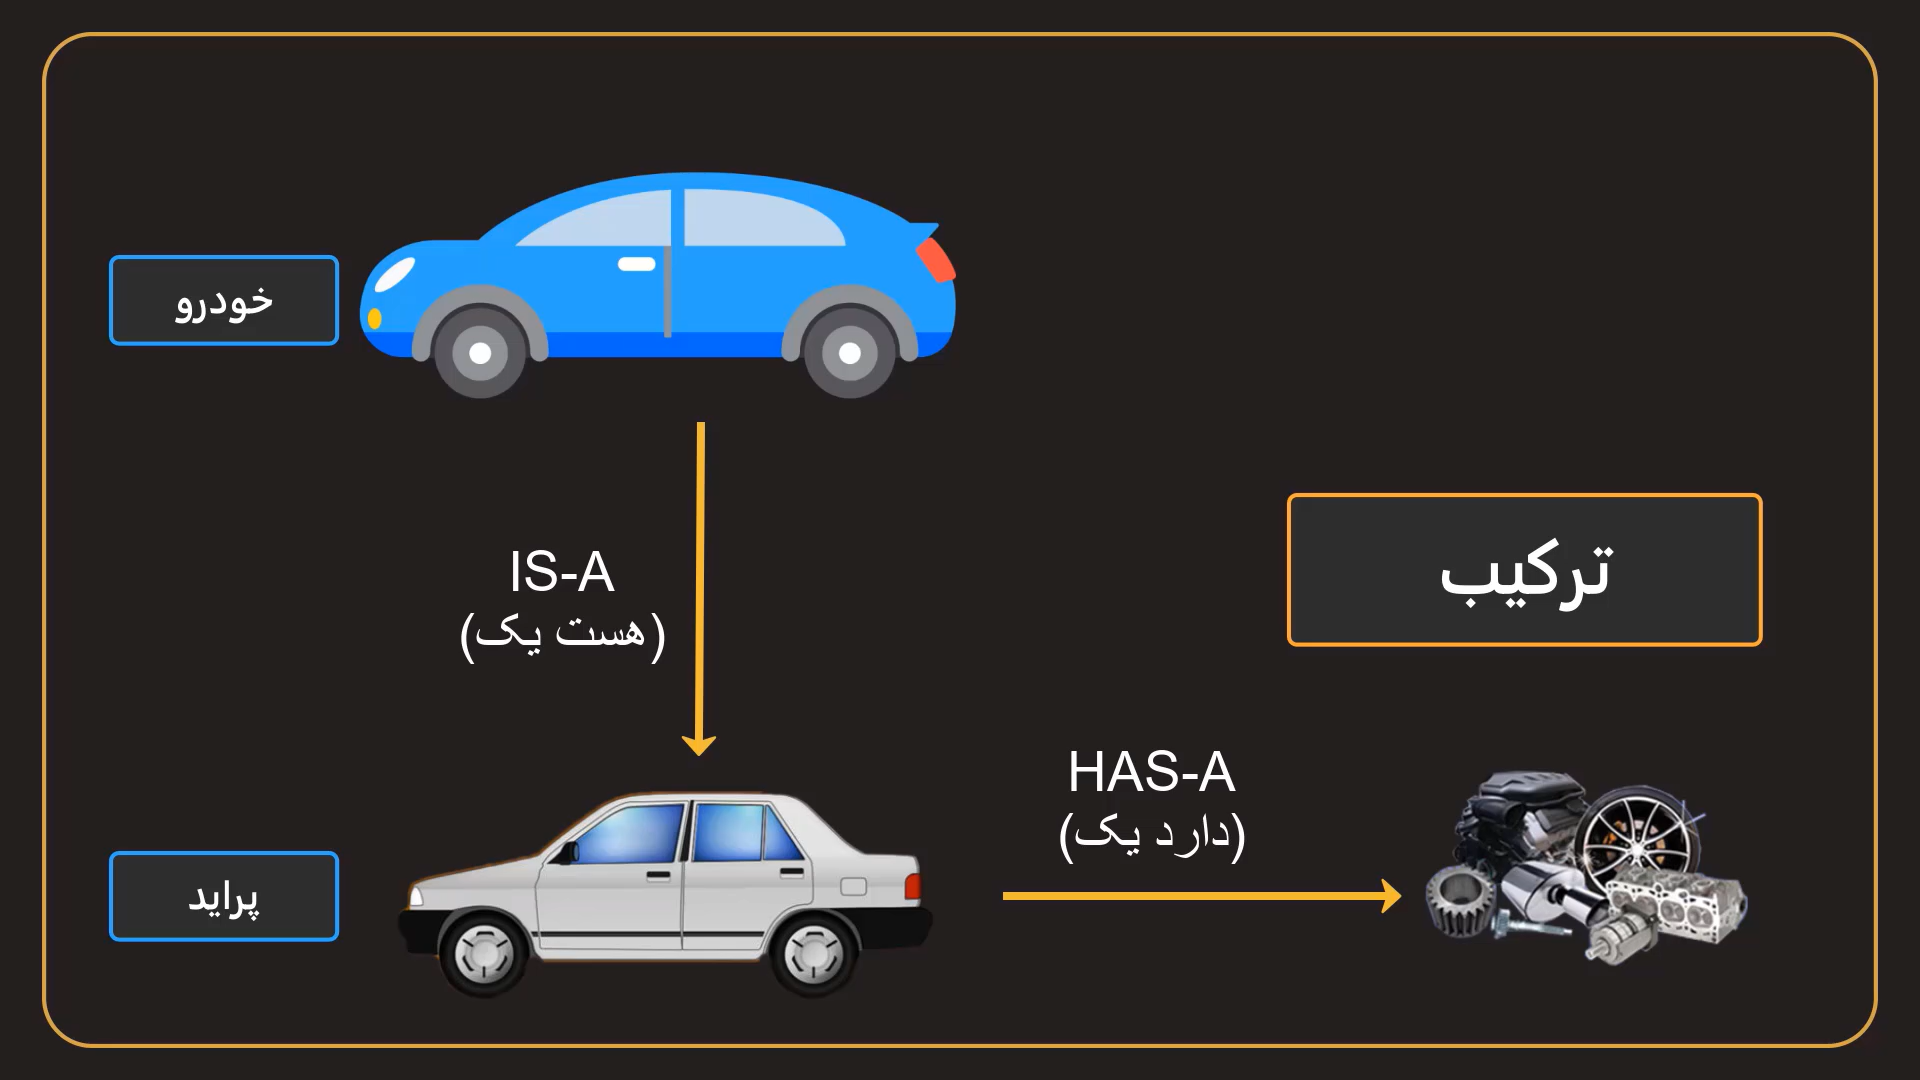 خودرو
IS-A
(هست یک)
ترکیب
HAS-A
(دارد یک)
پراید